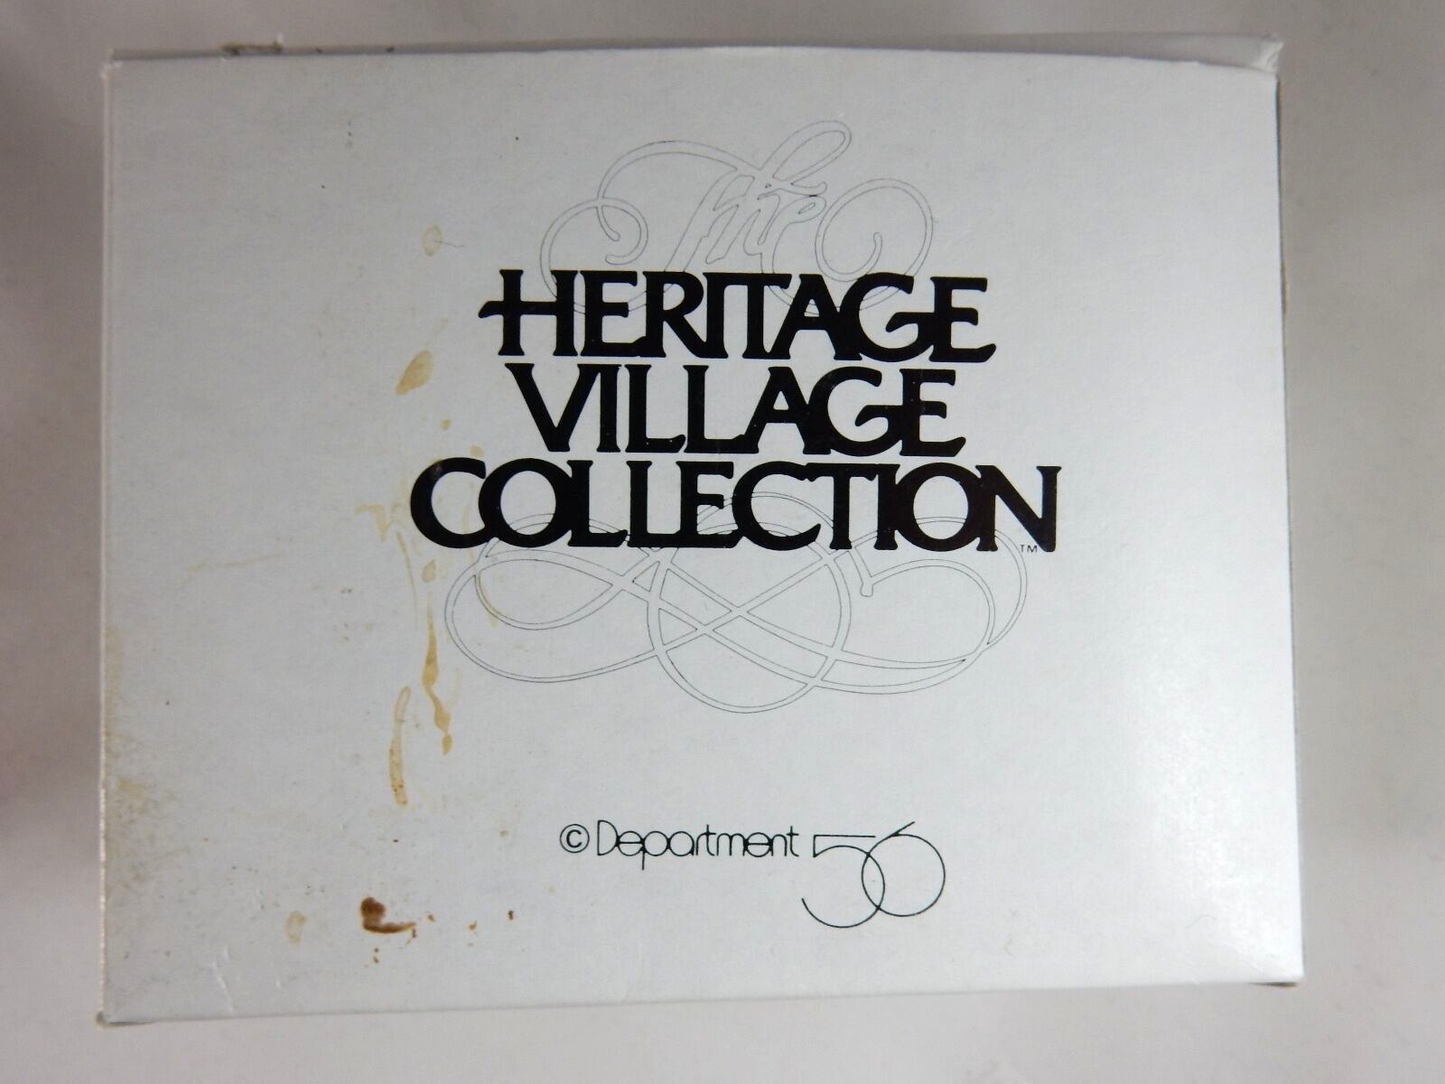 The
HERITAGE
VILLAGE
COLLECTION™
© Department 56